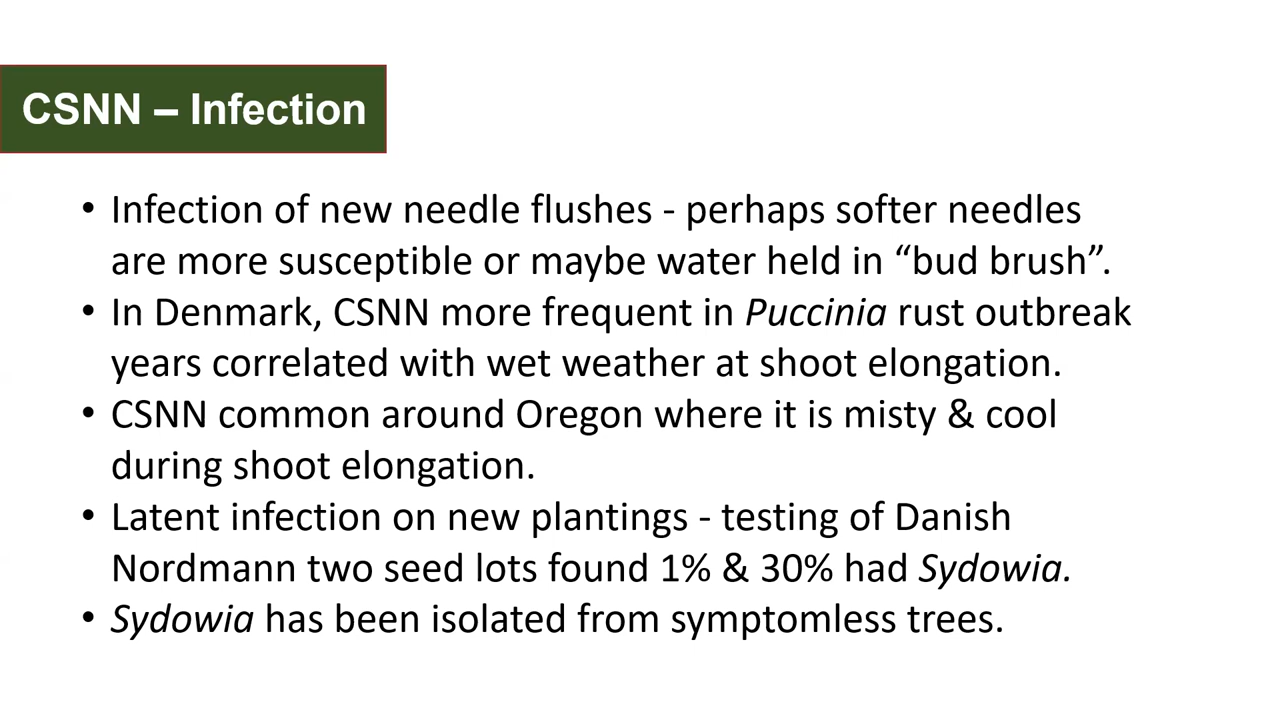 CSNN – Infection
• Infection of new needle flushes - perhaps softer needles
are more susceptible or maybe water held in “bud brush”.
• In Denmark, CSNN more frequent in Puccinia rust outbreak
years correlated with wet weather at shoot elongation.
• CSNN common around Oregon where it is misty & cool
during shoot elongation.
• Latent infection on new plantings - testing of Danish
Nordmann two seed lots found 1% & 30% had Sydowia.
• Sydowia has been isolated from symptomless trees.